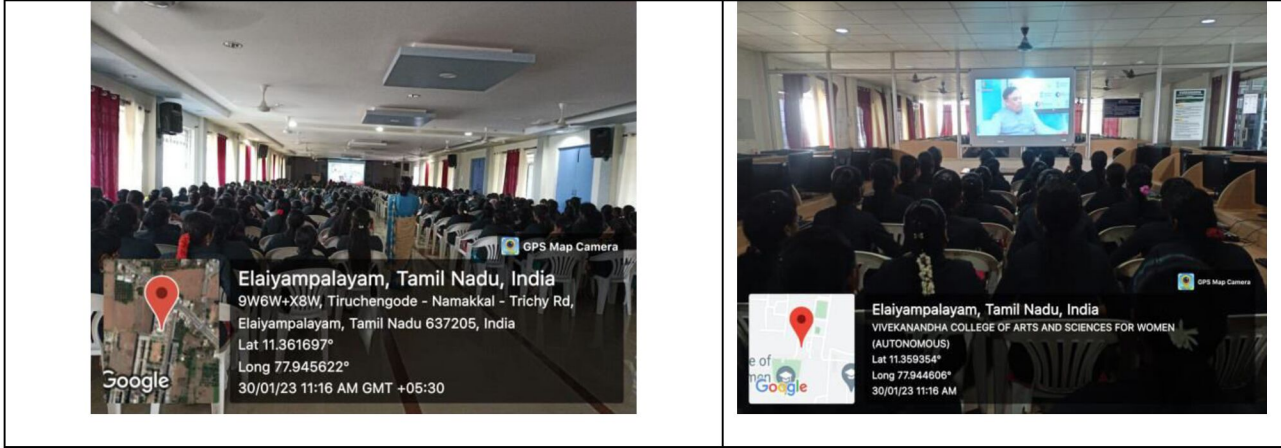 GPS Map Camera
Elaiyampalayam, Tamil Nadu, India
9W6W+X8W, Tiruchengode - Namakkal - Trichy Rd,
Elaiyampalayam, Tamil Nadu 637205, India
Lat 11.361697°
Long 77.945622°
30/01/23 11:16 AM GMT +05:30
Google
GPS Map Camera
Elaiyampalayam, Tamil Nadu, India
VIVEKANANDHA COLLEGE OF ARTS AND SCIENCES FOR WOMEN
(AUTONOMOUS)
Lat 11.359354°
Long 77.944606°
30/01/23 11:16 AM
e of
men
Google